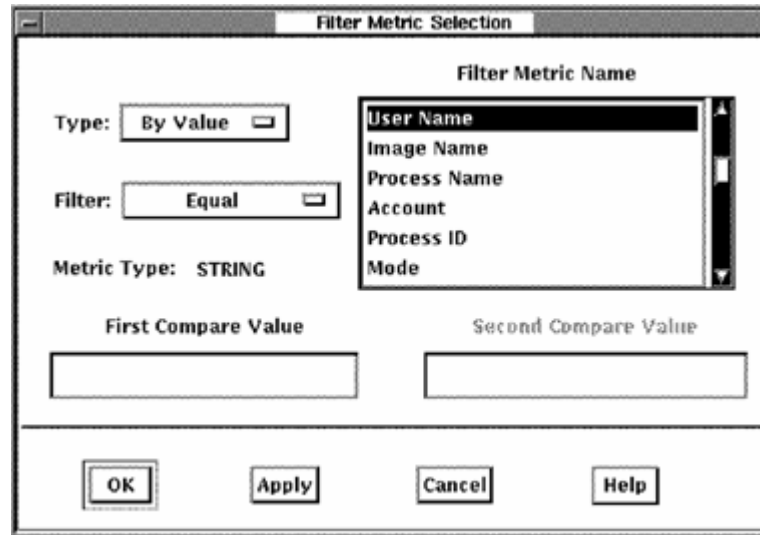 Filter Metric Selection
Filter Metric Name
Type: By Value
User Name
Image Name
Process Name
Filter: Equal
Account
Process ID
Metric Type: STRING
Mode
First Compare Value
Second Compare Value
OK
Apply
Cancel
Help